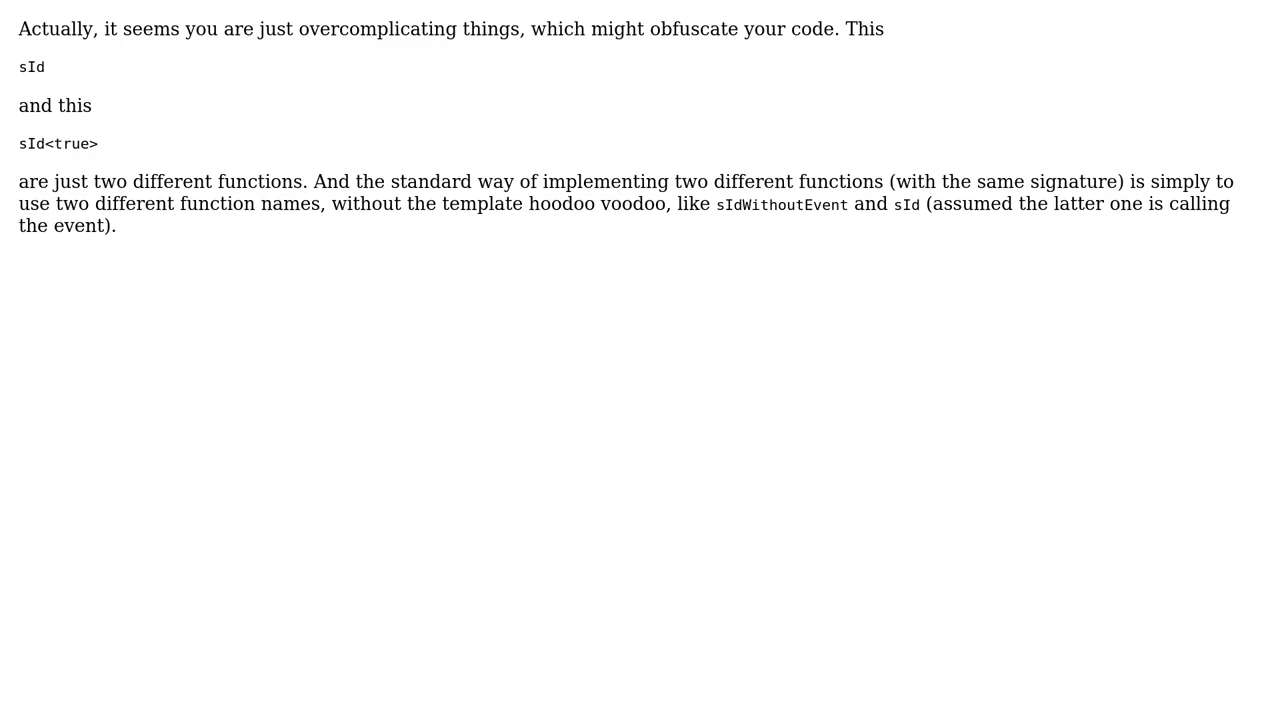 Actually, it seems you are just overcomplicating things, which might obfuscate your code. This
sId
and this
sId<true>
are just two different functions. And the standard way of implementing two different functions (with the same signature) is simply to
use two different function names, without the template hoodoo voodoo, like sIdWithoutEvent and sId (assumed the latter one is calling
the event).